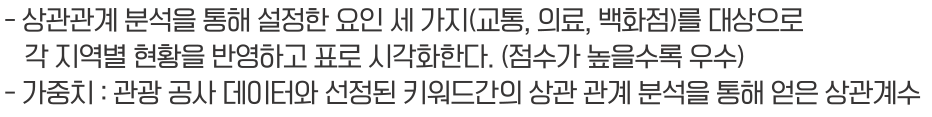 - 상관관계 분석을 통해 설정한 요인 세 가지(교통, 의료, 백화점)를 대상으로
각 지역별 현황을 반영하고 표로 시각화한다. (점수가 높을수록 우수)
- 가중치 : 관광 공사 데이터와 선정된 키워드간의 상관 관계 분석을 통해 얻은 상관계수